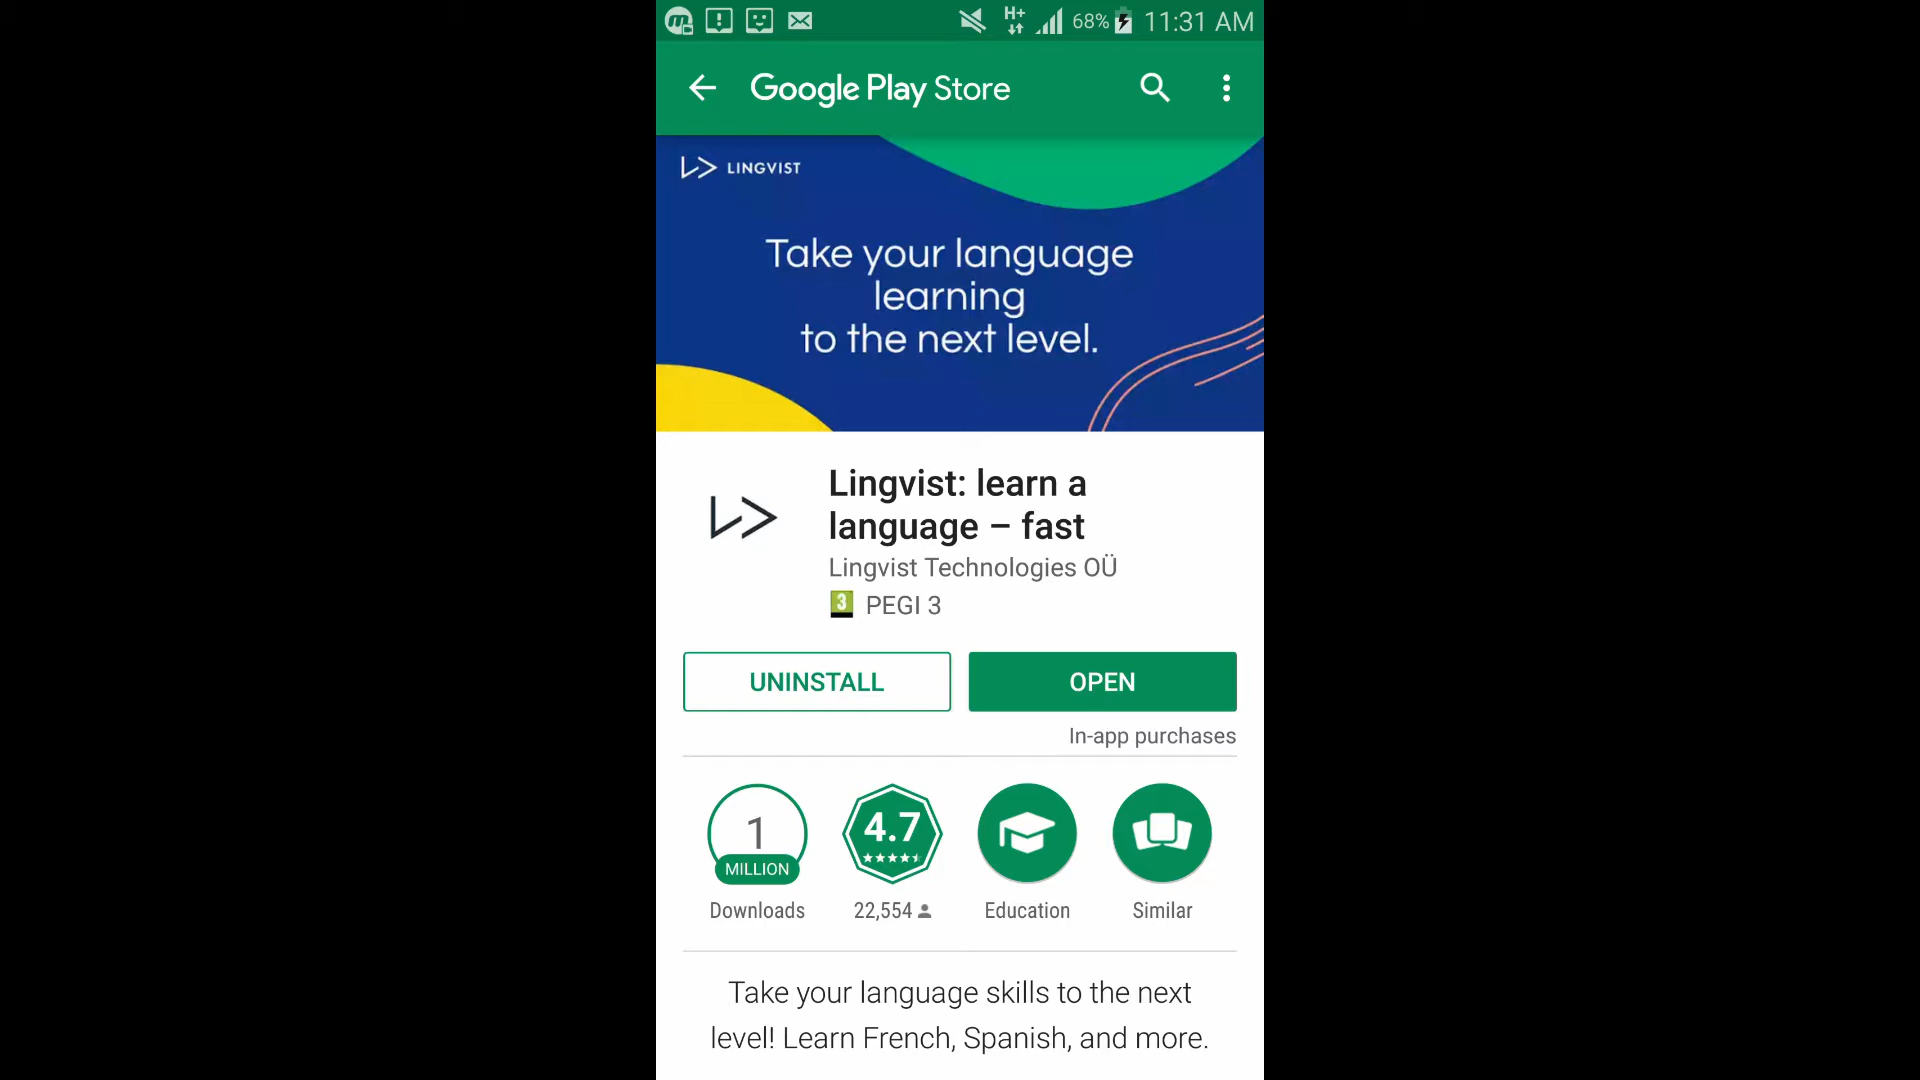 H+ 68% 11:31 AM
Google Play Store
LINGVIST
Take your language
learning
to the next level.
Lingvist: learn a
language – fast
Lingvist Technologies OÜ
3 PEGI 3
UNINSTALL OPEN
In-app purchases
1 4.7
MILLION
Downloads 22,554 Education Similar
Take your language skills to the next
level! Learn French, Spanish, and more.